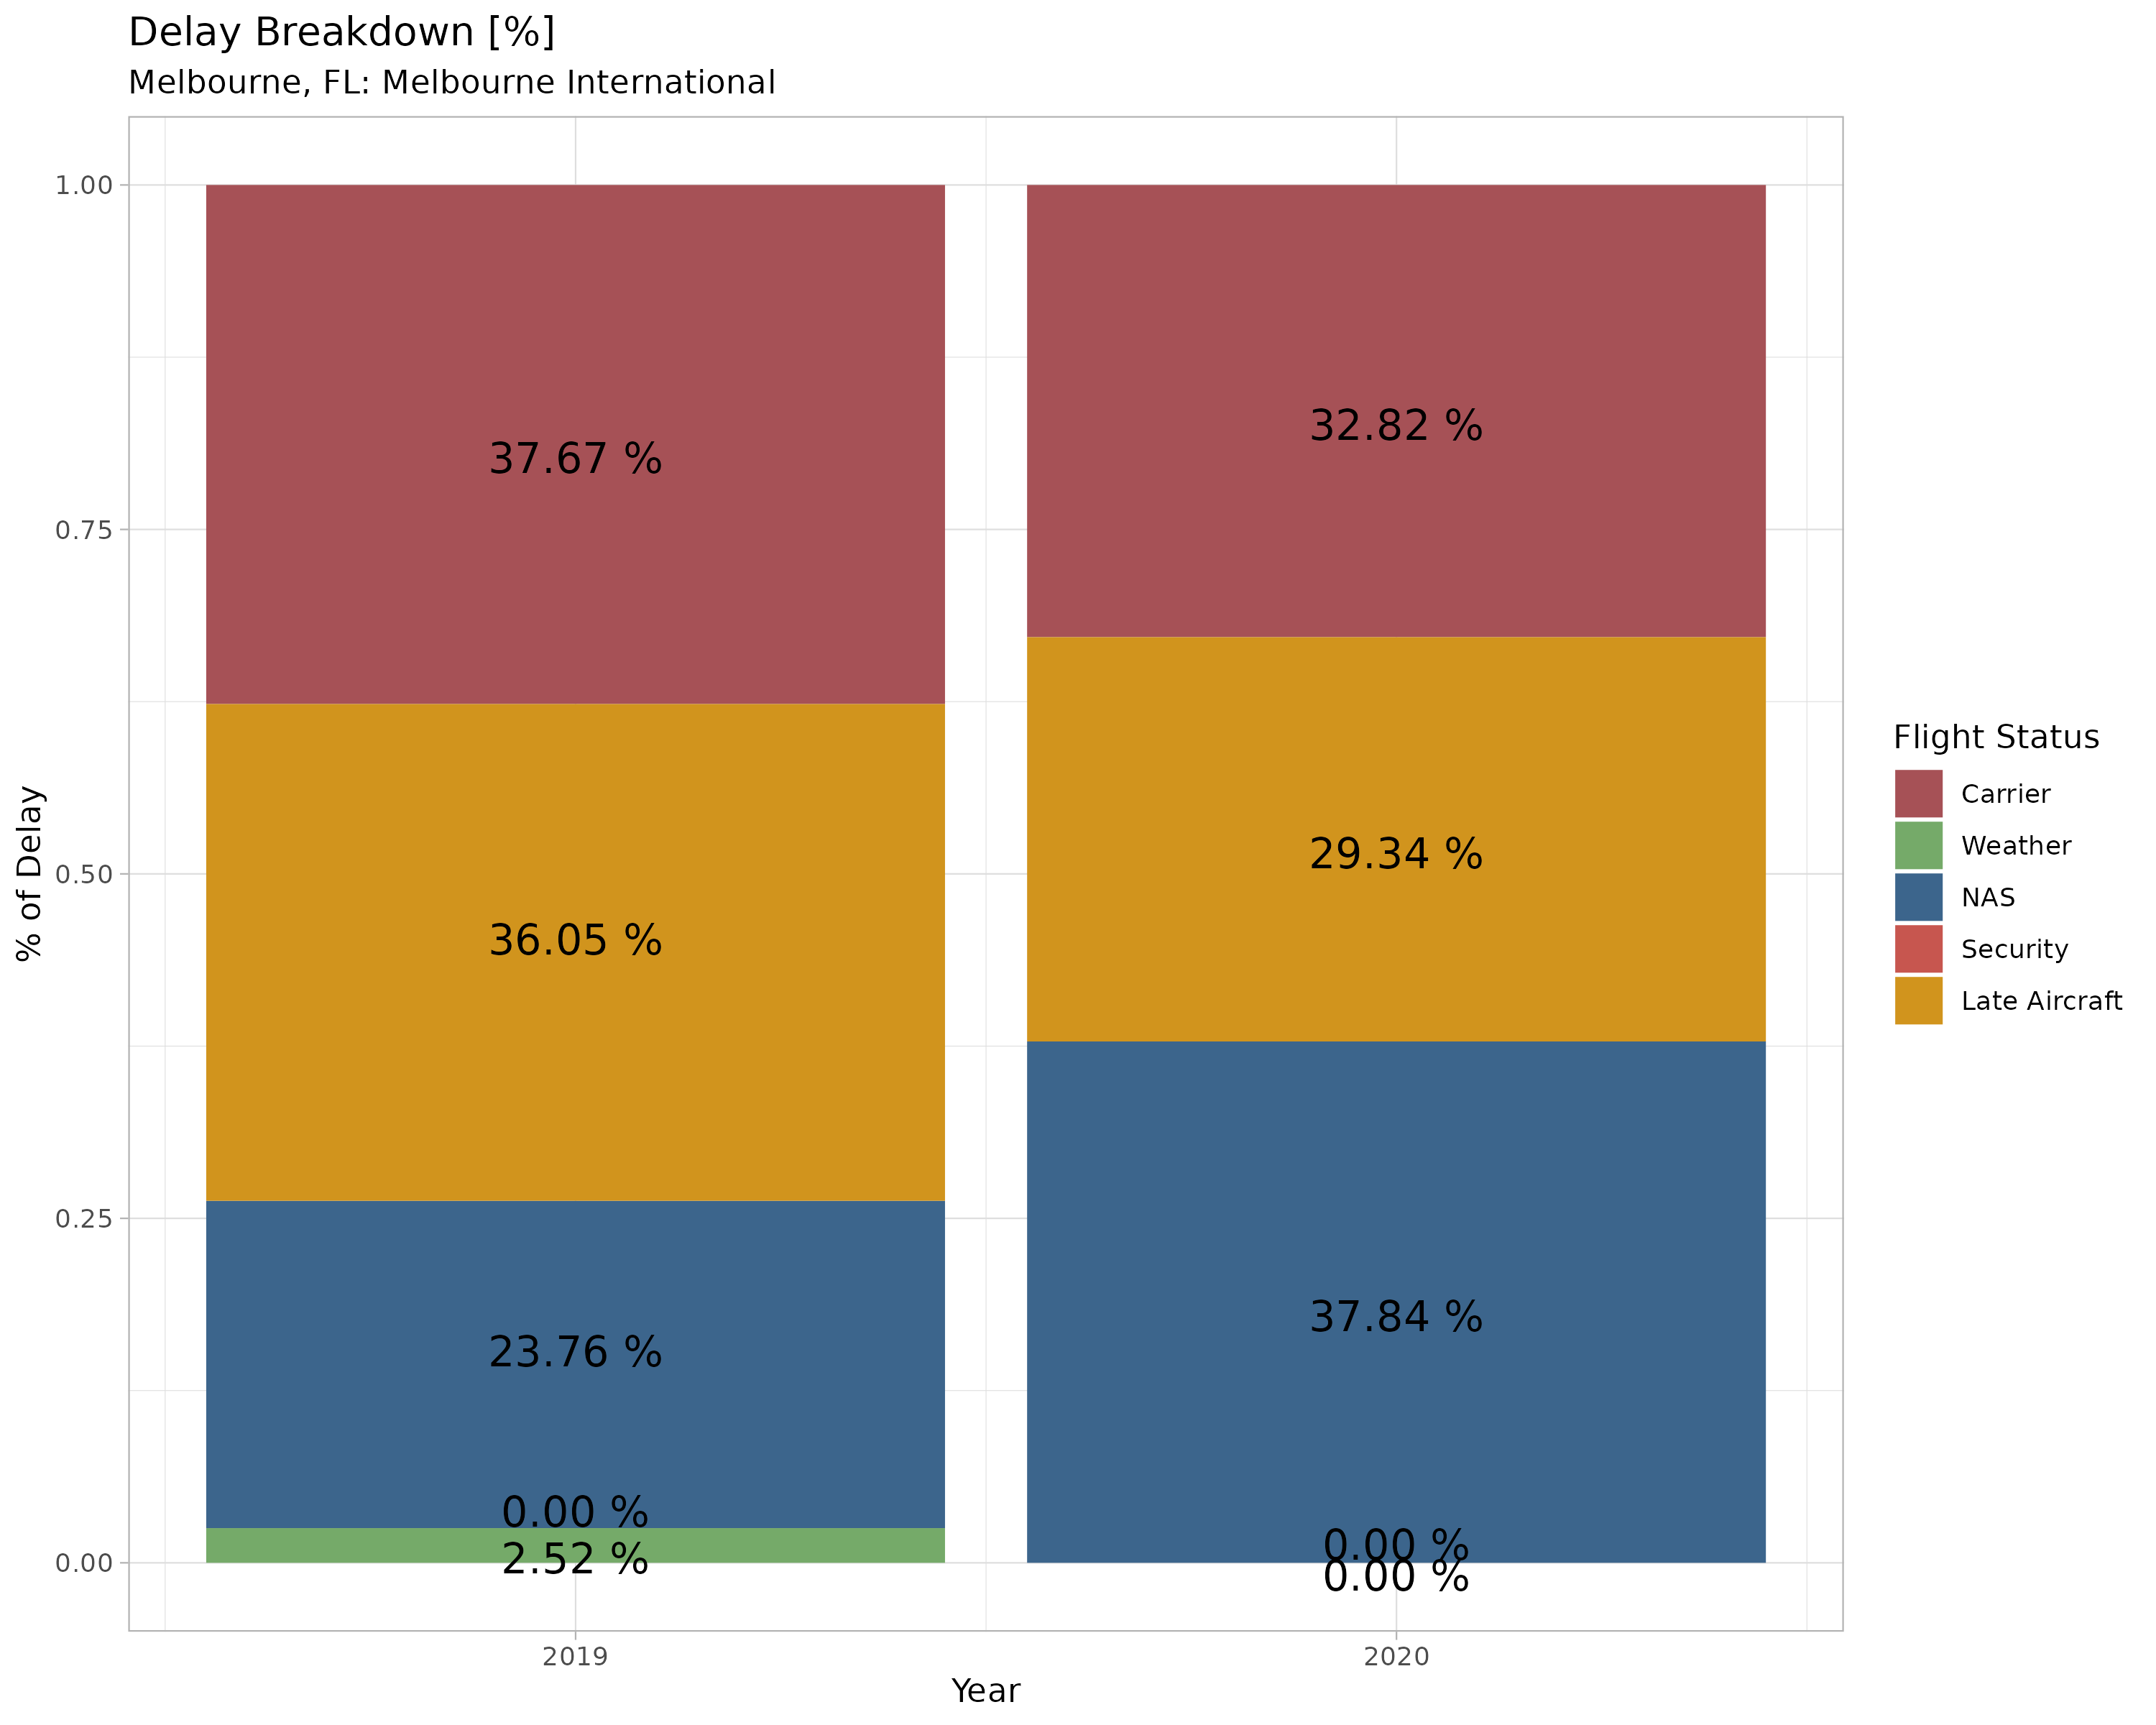 Delay Breakdown [%]
Melbourne, FL: Melbourne International
1.00
0.75
0.50
0.25
0.00
% of Delay
37.67 %
36.05 %
23.76 %
0.00 %
2.52 %
32.82 %
29.34 %
37.84 %
0.00 %
0.00 %
2019
2020
Year
Flight Status
Carrier
Weather
NAS
Security
Late Aircraft